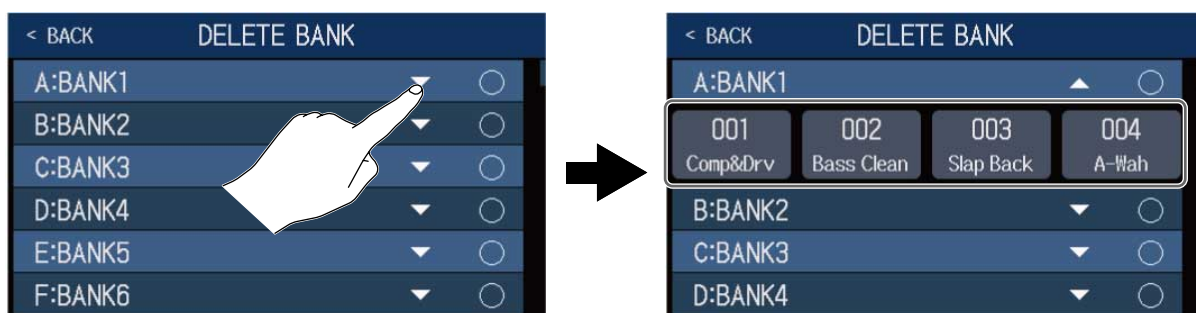 < BACK DELETE BANK
A:BANK1
B:BANK2
C:BANK3
D:BANK4
E:BANK5
F:BANK6
< BACK DELETE BANK
A:BANK1
001 002 003 004
Comp&Drv Bass Clean Slap Back A-Wah
B:BANK2
C:BANK3
D:BANK4